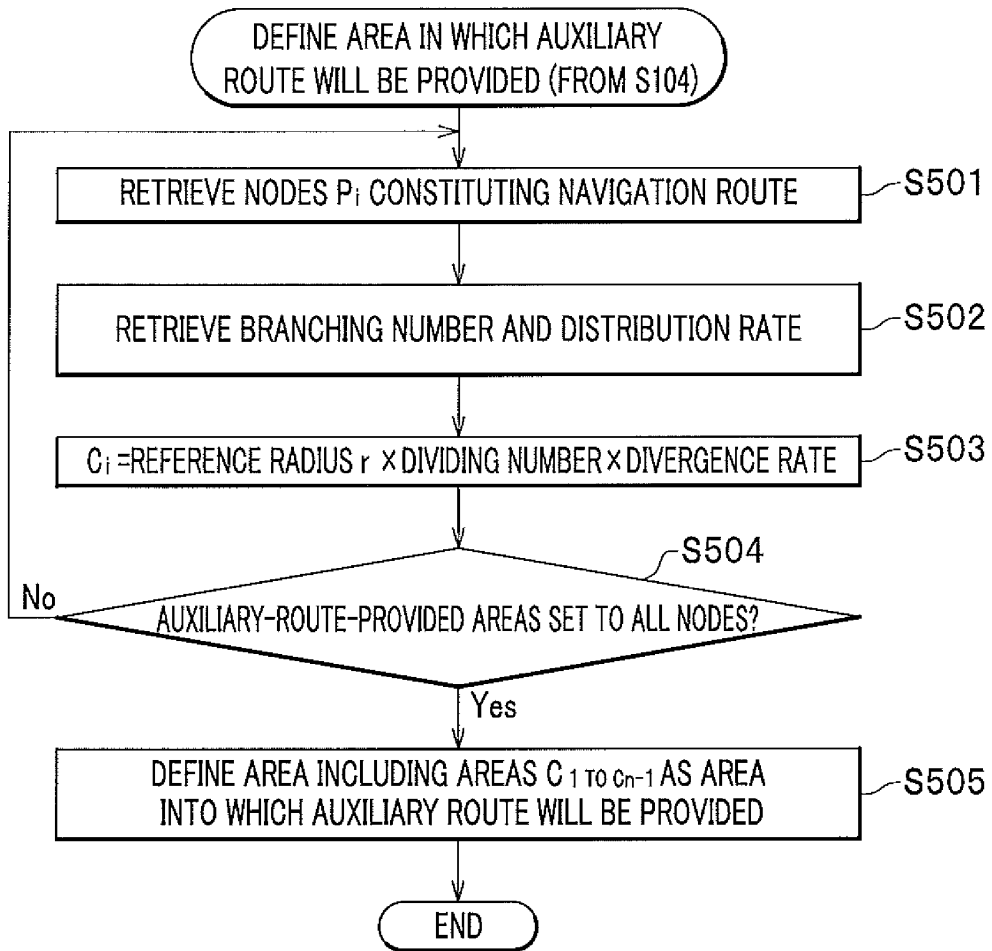 DEFINE AREA IN WHICH AUXILIARY
ROUTE WILL BE PROVIDED (FROM S104)
RETRIEVE NODES Pi CONSTITUTING NAVIGATION ROUTE
S501
RETRIEVE BRANCHING NUMBER AND DISTRIBUTION RATE
S502
Ci =REFERENCE RADIUS r ×DIVIDING NUMBER×DIVERGENCE RATE
S503
S504
No
AUXILIARY-ROUTE-PROVIDED AREAS SET TO ALL NODES?
Yes
DEFINE AREA INCLUDING AREAS C1 TO Cn-1 AS AREA
INTO WHICH AUXILIARY ROUTE WILL BE PROVIDED
S505
END